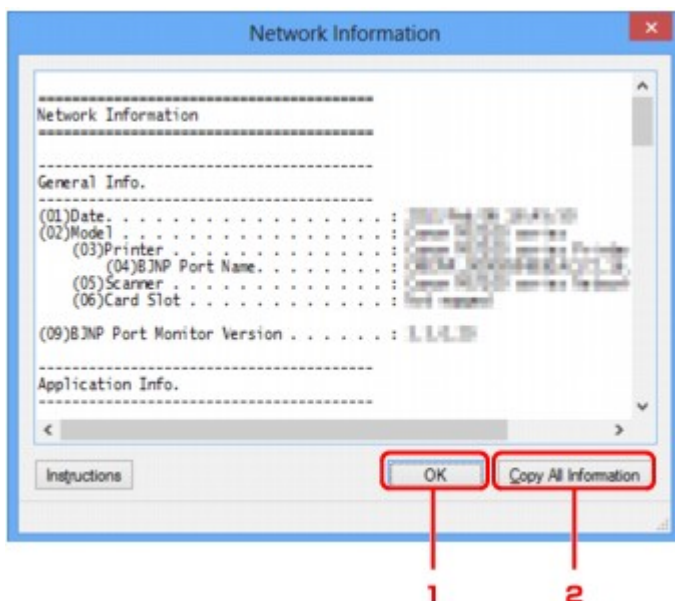 Network Information
========================================
Network Information
========================================
----------------------------------------
General Info.
----------------------------------------
(01)Date. . . . . . . . . . . . . . . . . :
(02)Model . . . . . . . . . . . . . . . . :
(03)Printer . . . . . . . . . . . . . :
(04)BJNP Port Name. . . . . . . . :
(05)Scanner . . . . . . . . . . . . . :
(06)Card Slot . . . . . . . . . . . . :
(09)BJNP Port Monitor Version . . . . . . :
----------------------------------------
Application Info.
----------------------------------------
Instructions
OK
Copy All Information
1
2